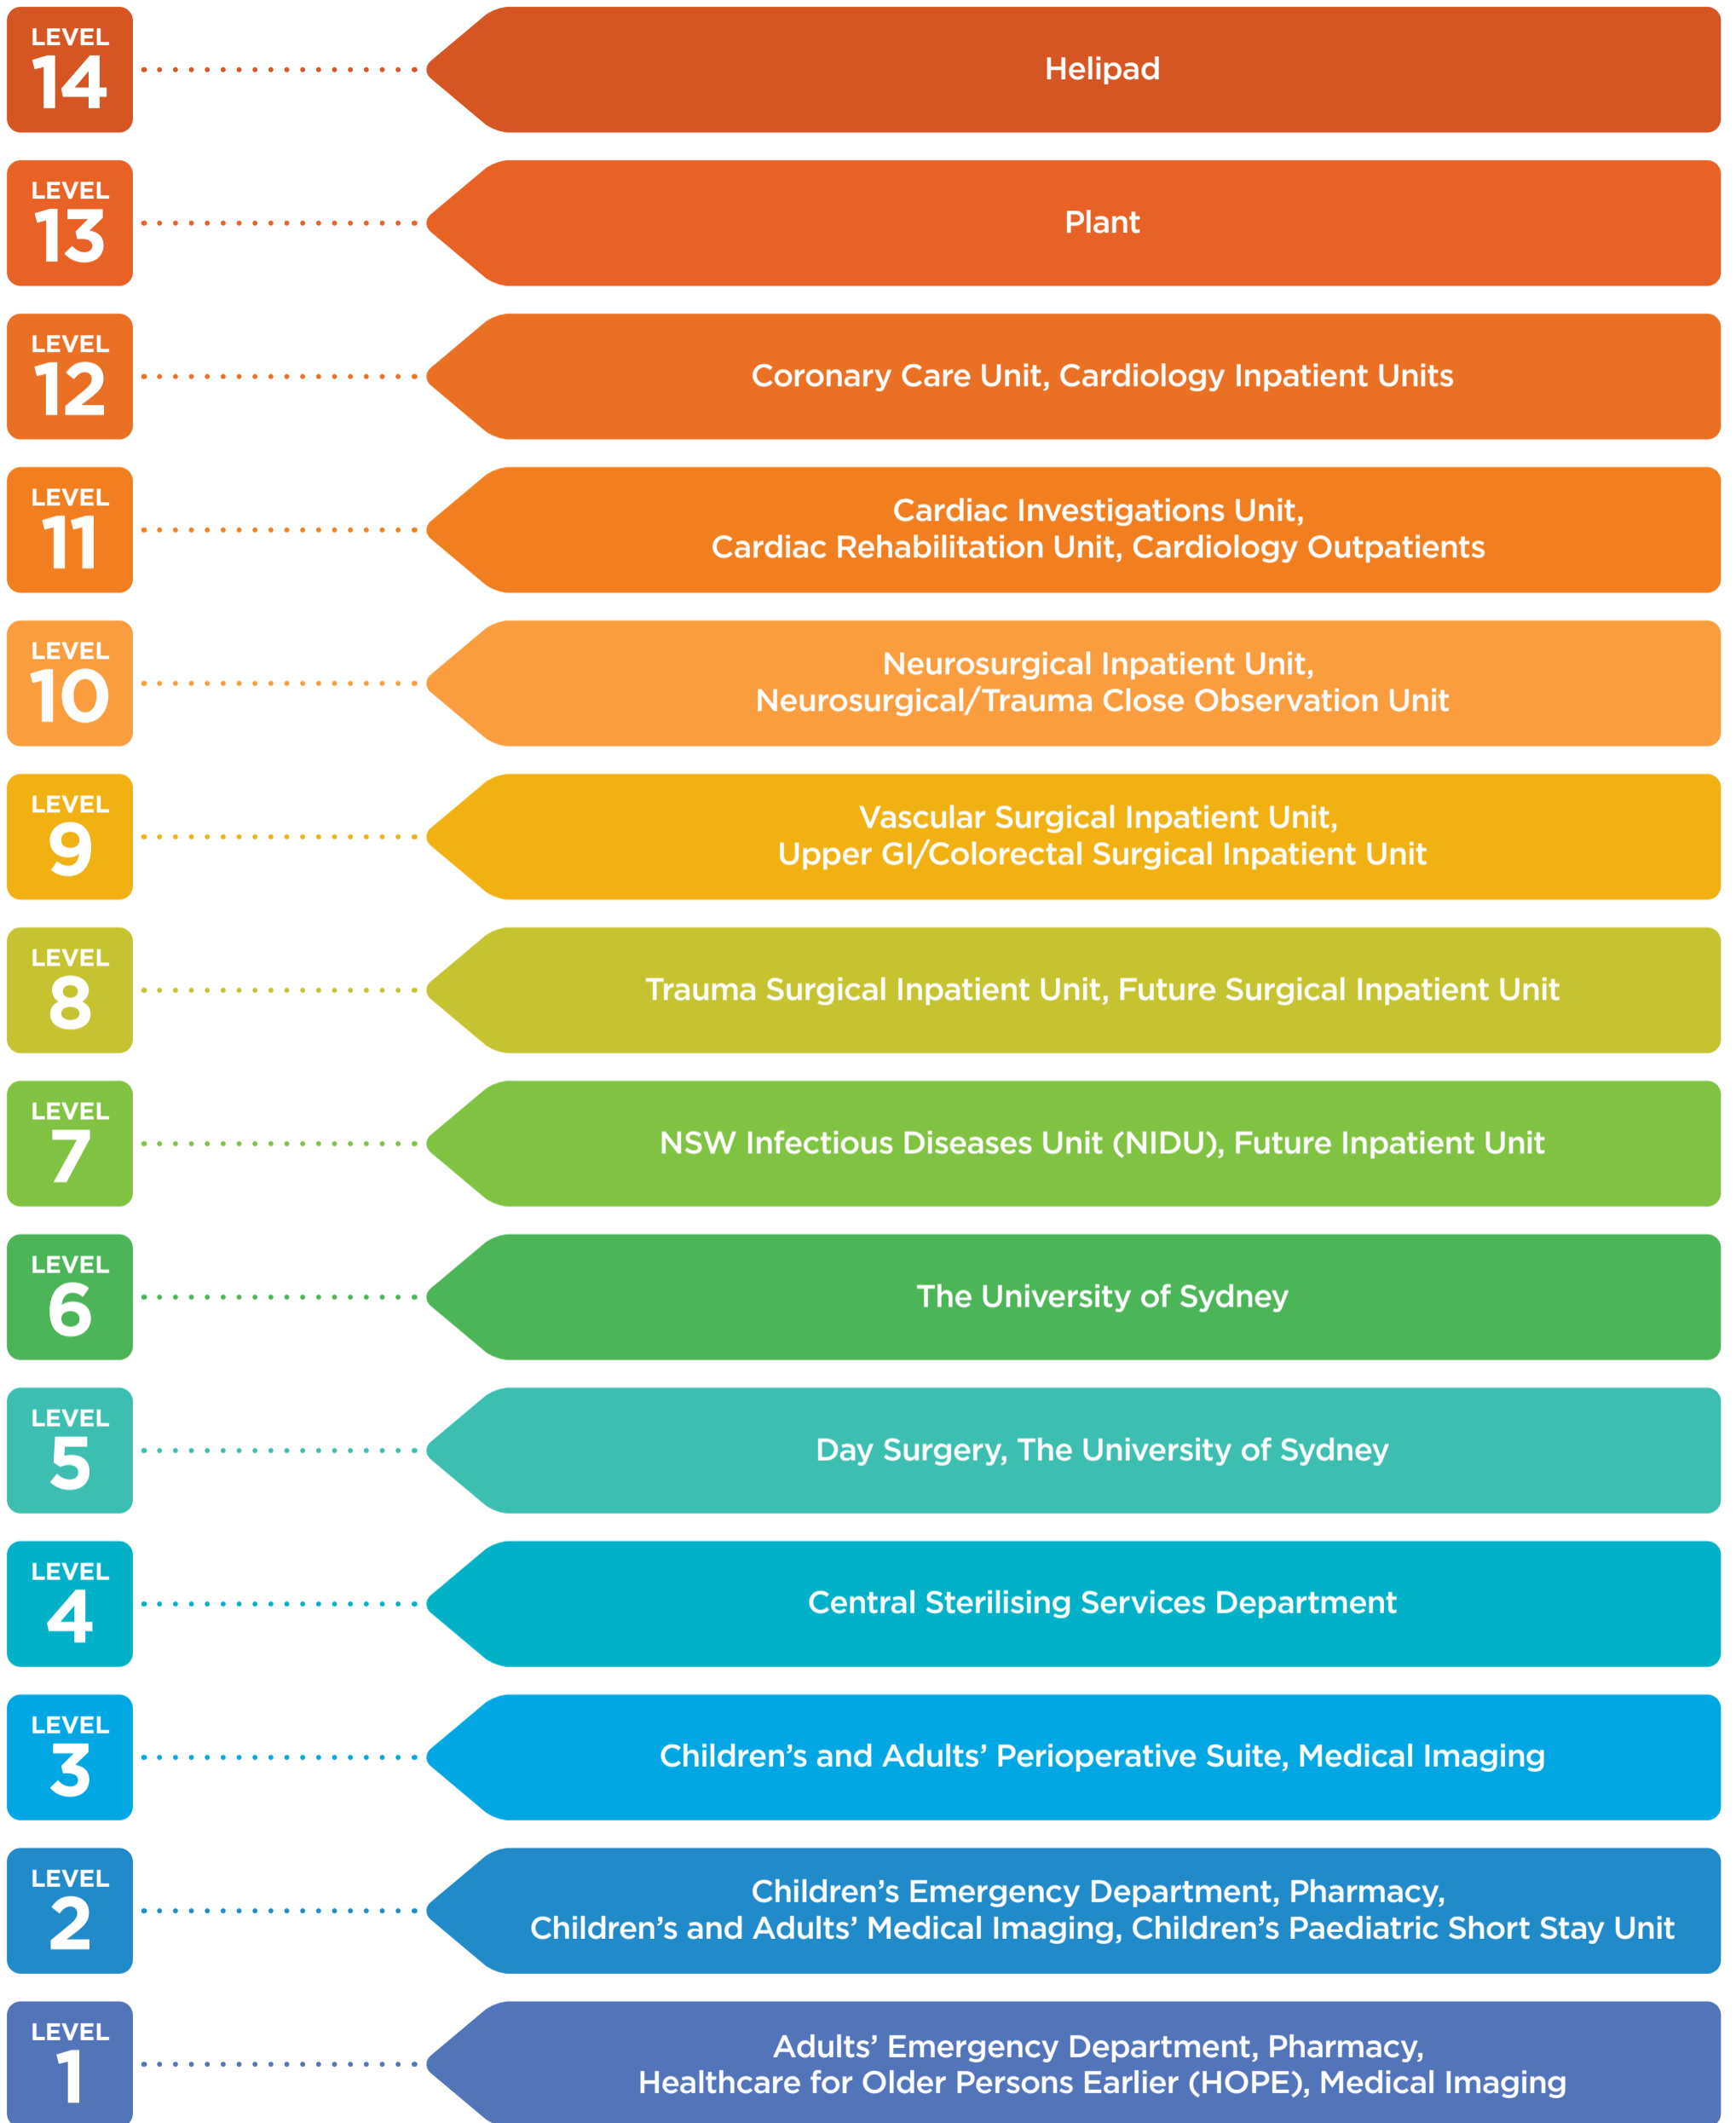 LEVEL
14
Helipad
LEVEL
13
Plant
LEVEL
12
Coronary Care Unit, Cardiology Inpatient Units
LEVEL
11
Cardiac Investigations Unit,
Cardiac Rehabilitation Unit, Cardiology Outpatients
LEVEL
10
Neurosurgical Inpatient Unit,
Neurosurgical/Trauma Close Observation Unit
LEVEL
9
Vascular Surgical Inpatient Unit,
Upper GI/Colorectal Surgical Inpatient Unit
LEVEL
8
Trauma Surgical Inpatient Unit, Future Surgical Inpatient Unit
LEVEL
7
NSW Infectious Diseases Unit (NIDU), Future Inpatient Unit
LEVEL
6
The University of Sydney
LEVEL
5
Day Surgery, The University of Sydney
LEVEL
4
Central Sterilising Services Department
LEVEL
3
Children’s and Adults’ Perioperative Suite, Medical Imaging
LEVEL
2
Children’s Emergency Department, Pharmacy,
Children’s and Adults’ Medical Imaging, Children’s Paediatric Short Stay Unit
LEVEL
1
Adults’ Emergency Department, Pharmacy,
Healthcare for Older Persons Earlier (HOPE), Medical Imaging